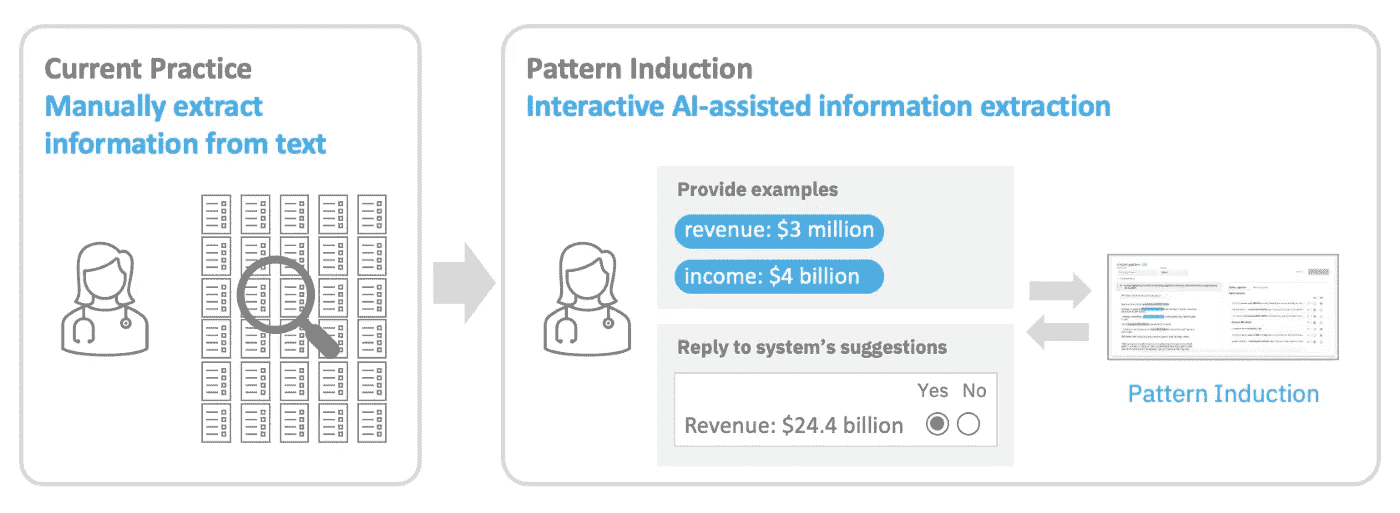 Current Practice
Manually extract
information from text
Pattern Induction
Interactive AI-assisted information extraction
Provide examples
revenue: $3 million
income: $4 billion
Reply to system's suggestions
Yes No
Revenue: $24.4 billion
Pattern Induction